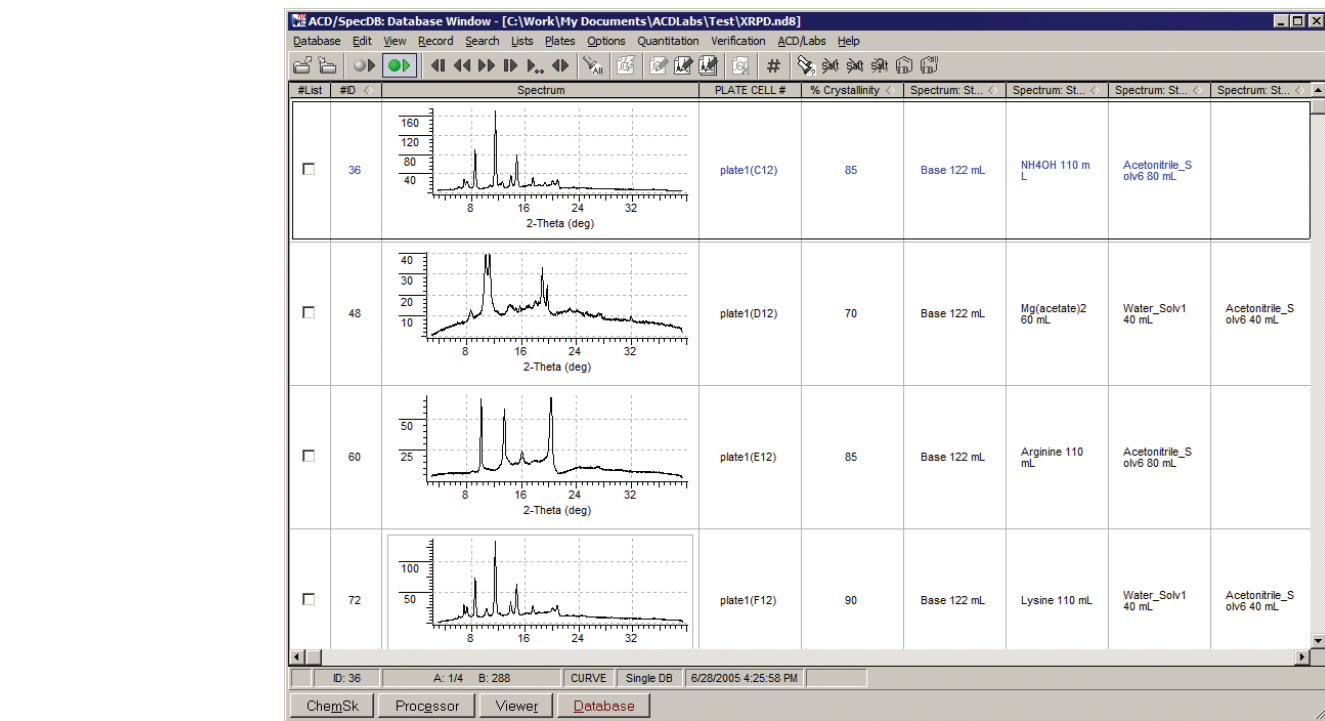 ACD/SpecDB: Database Window - [C:\Work\My Documents\ACDLabs\Test\XRPD.nd8]
Database Edit View Record Search Lists Plates Options Quantitation Verification ACD/Labs Help
All # Salt Salt Salt
#List #ID Spectrum PLATE CELL # % Crystallinity Spectrum: St... Spectrum: St... Spectrum: St... Spectrum: St...
160
120
80
40
8 16 24 32
2-Theta (deg)
36 plate1(C12) 85 Base 122 mL
NH4OH 110 m
L
Acetonitrile_S
olv6 80 mL
40
30
20
10
8 16 24 32
2-Theta (deg)
48 plate1(D12) 70 Base 122 mL
Mg(acetate)2
60 mL
Water_Solv1
40 mL
Acetonitrile_S
olv6 40 mL
50
25
8 16 24 32
2-Theta (deg)
60 plate1(E12) 85 Base 122 mL
Arginine 110
mL
Acetonitrile_S
olv6 80 mL
100
50
8 16 24 32
72 plate1(F12) 90 Base 122 mL Lysine 110 mL
Water_Solv1
40 mL
Acetonitrile_S
olv6 40 mL
ID: 36 A: 1/4 B: 288 CURVE Single DB 6/28/2005 4:25:58 PM
ChemSk Processor Viewer Database